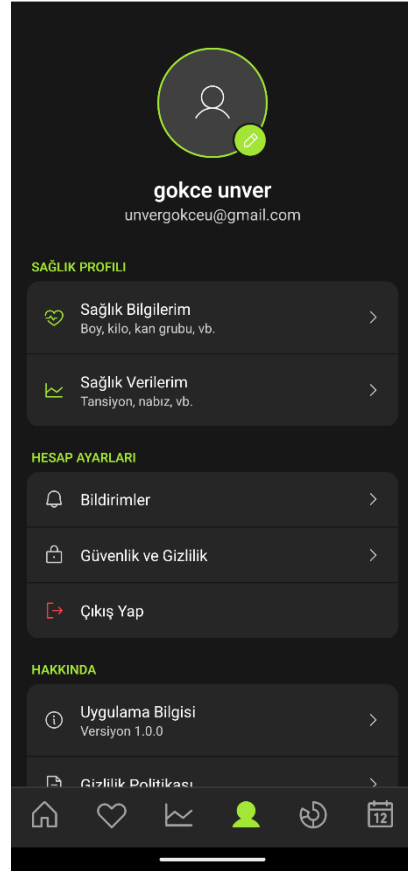 gokce unver
unvergokceu@gmail.com
SAĞLIK PROFILI
Sağlık Bilgilerim
Boy, kilo, kan grubu, vb.
Sağlık Verilerim
Tansiyon, nabız, vb.
HESAP AYARLARI
Bildirimler
Güvenlik ve Gizlilik
Çıkış Yap
HAKKINDA
Uygulama Bilgisi
Versiyon 1.0.0
Gizlilik Politikası
12